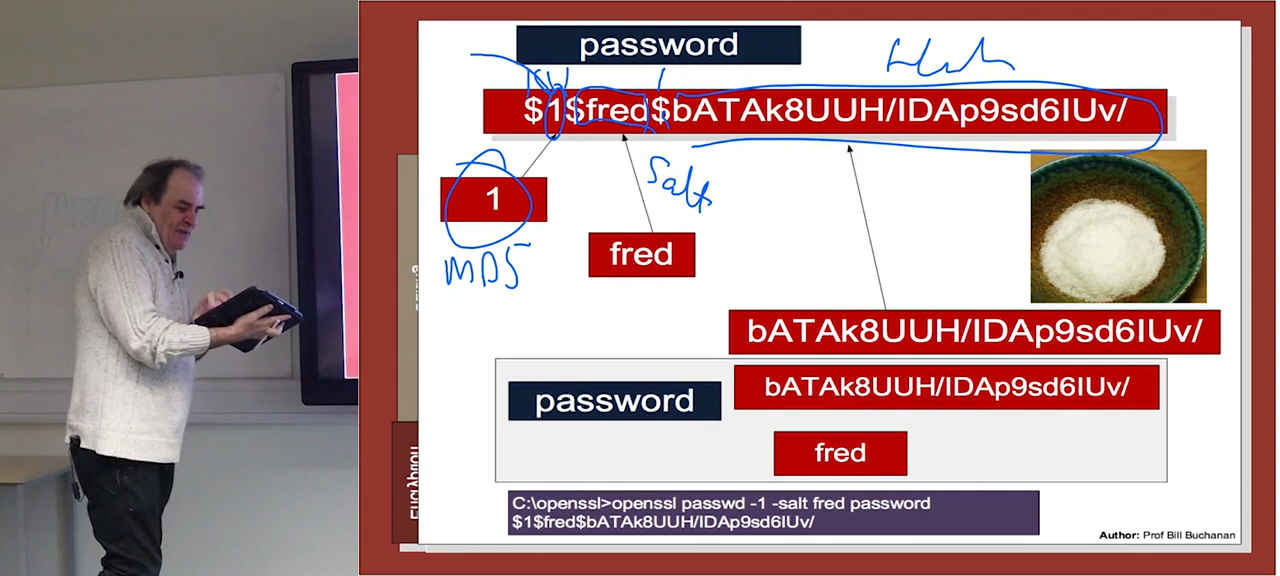 password
$1$fred$bATAk8UUH/IDAp9sd6IUv/
Hash
1
Salt
MD5
fred
bATAk8UUH/IDAp9sd6IUv/
bATAk8UUH/IDAp9sd6IUv/
password
fred
C:\openssl>openssl passwd -1 -salt fred password
$1$fred$bATAk8UUH/IDAp9sd6IUv/
Author: Prof Bill Buchanan